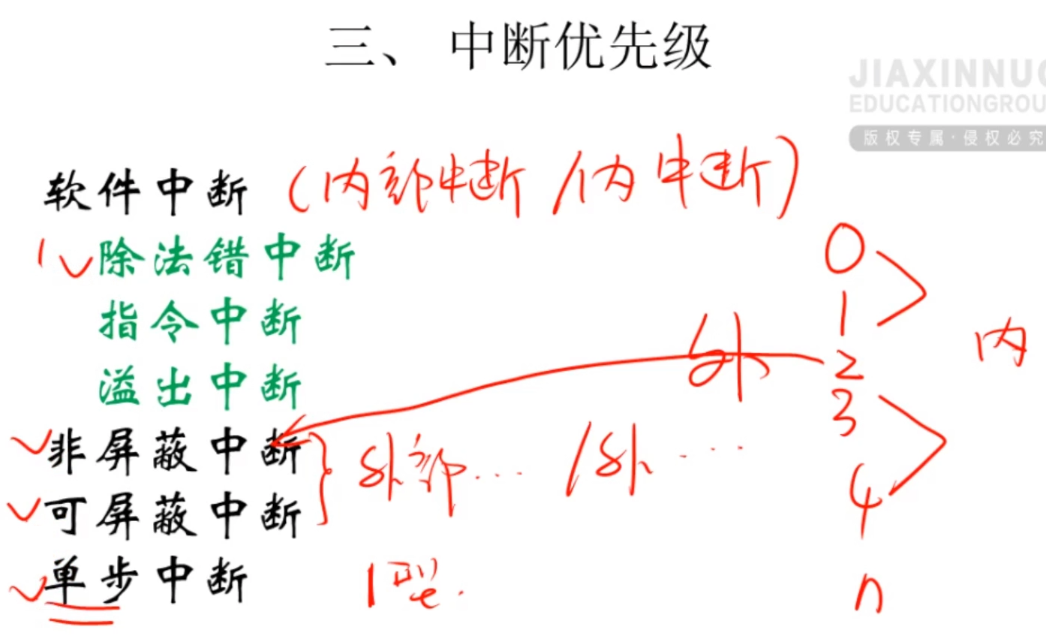 三、 中断优先级
JIAXINNUO
EDUCATIONGROU
版权专属·侵权必究
软件中断 (内部中断/内中断)
1 除法错中断
指令中断
溢出中断
非屏蔽中断
可屏蔽中断
外部… /外…
单步中断 1型.
0
1
外 2
3
4
n
内